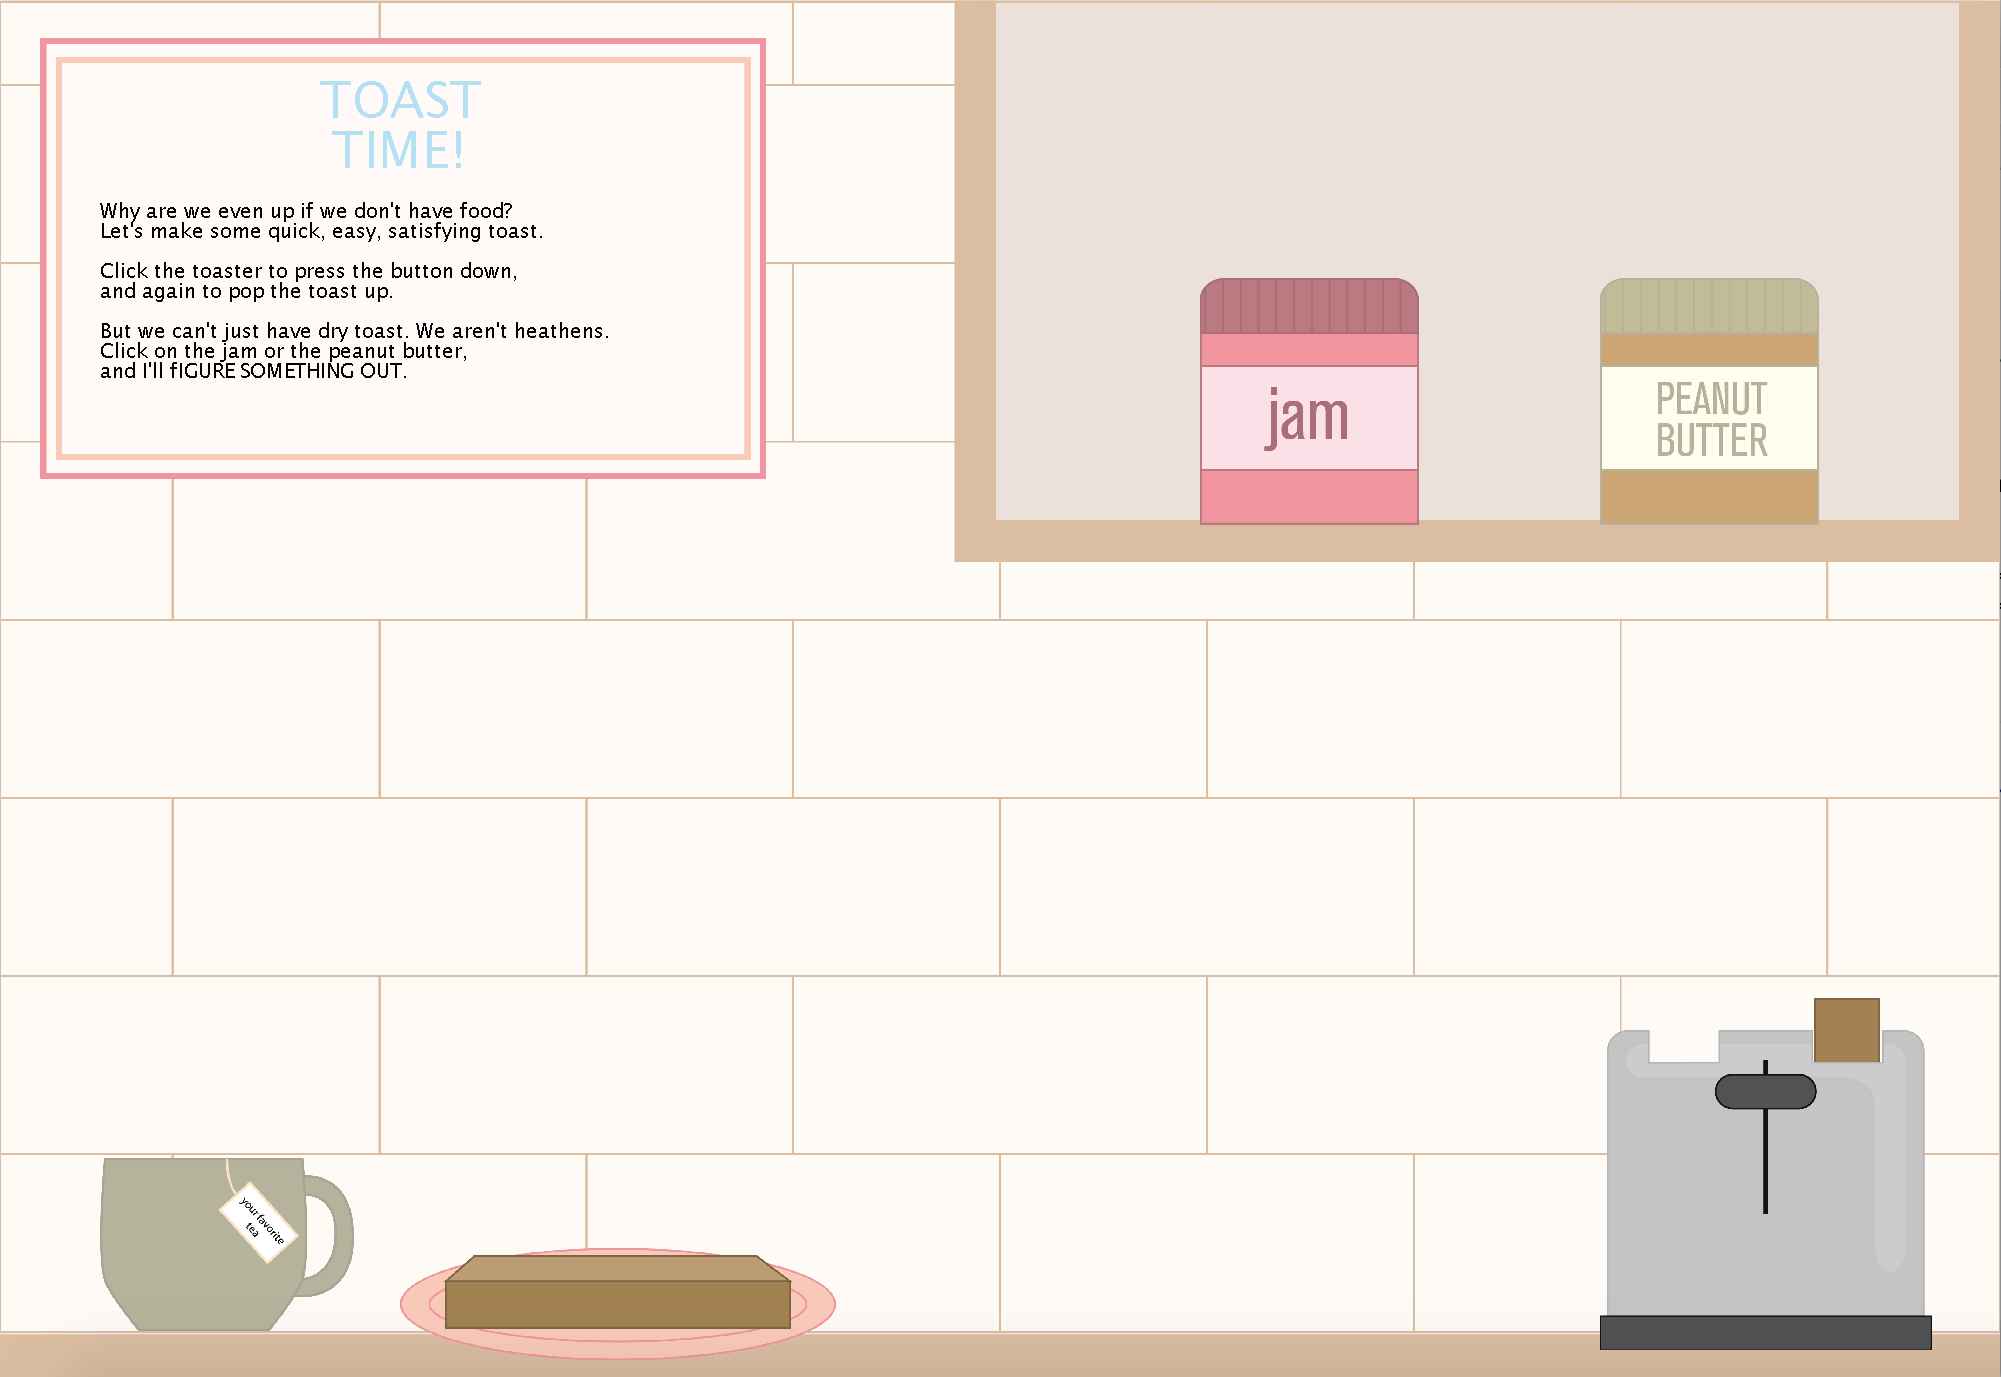 TOAST
TIME!
Why are we even up if we don't have food?
Let's make some quick, easy, satisfying toast.
Click the toaster to press the button down,
and again to pop the toast up.
But we can't just have dry toast. We aren't heathens.
Click on the jam or the peanut butter,
and I'll fIGURE SOMETHING OUT.
jam
PEANUT
BUTTER
your favorite
tea